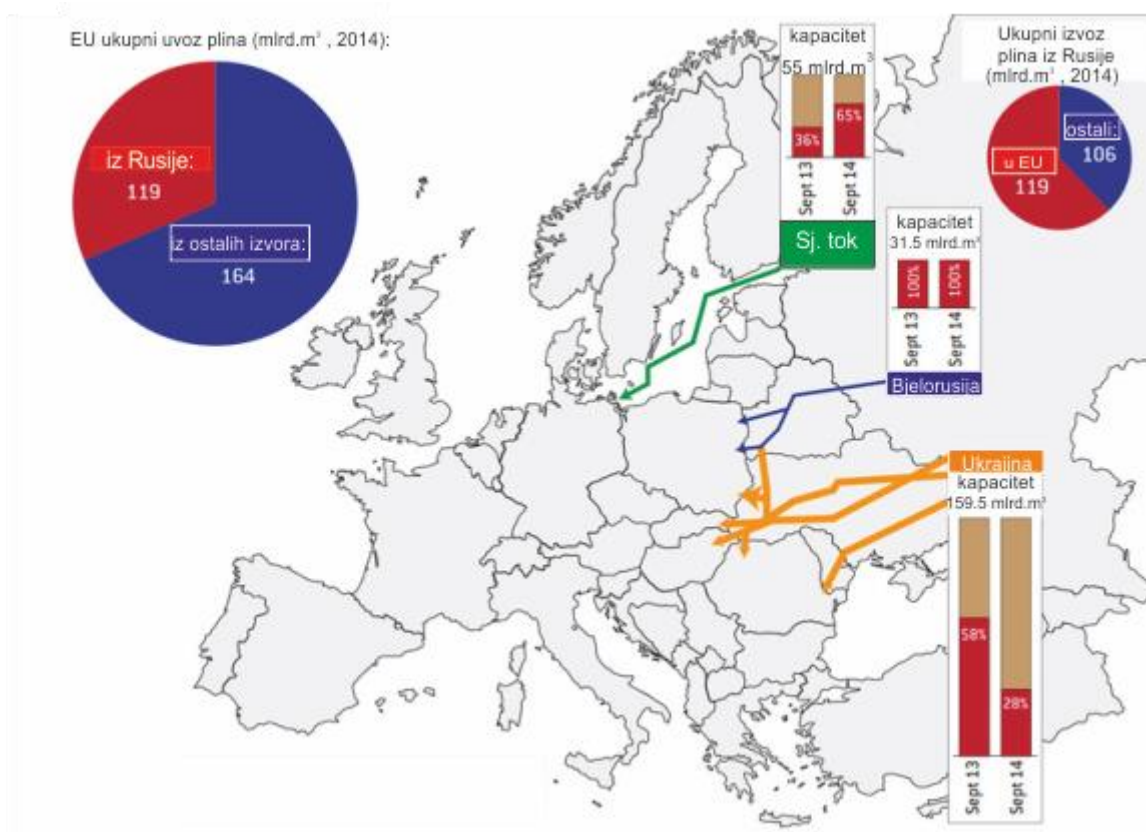 EU ukupni uvoz plina (mlrd.m³ , 2014):
iz Rusije:
119
iz ostalih izvora:
164
kapacitet
55 mlrd.m³
36%
65%
Sept 13
Sept 14
Sj. tok
Ukupni izvoz
plina iz Rusije
(mlrd.m³ , 2014)
ostali:
106
u EU
119
kapacitet
31.5 mlrd.m³
100%
100%
Sept 13
Sept 14
Bjelorusija
Ukrajina
kapacitet
159.5 mlrd.m³
58%
28%
Sept 13
Sept 14